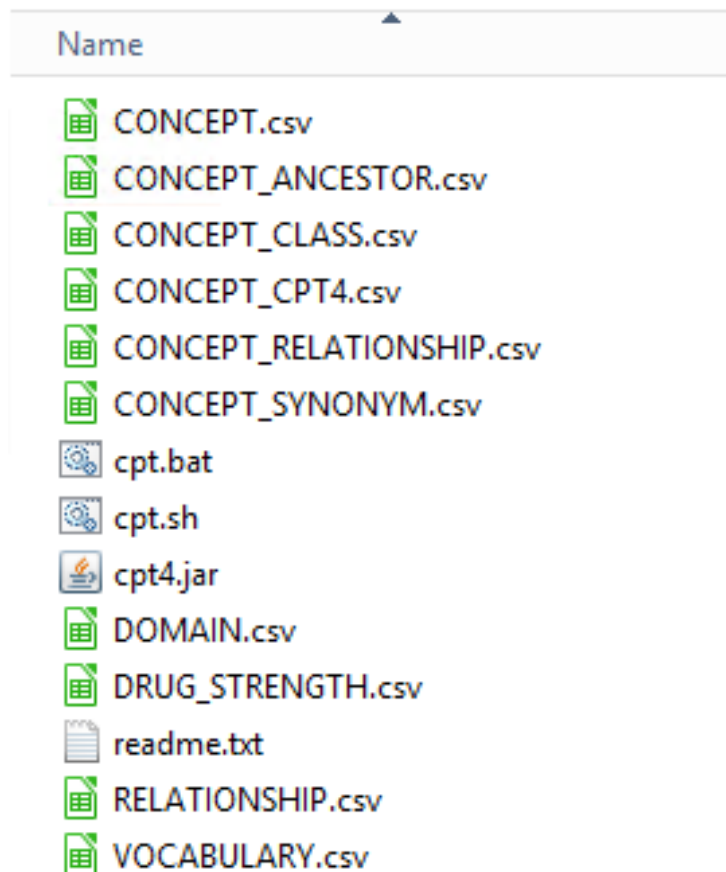 Name
CONCEPT.csv
CONCEPT_ANCESTOR.csv
CONCEPT_CLASS.csv
CONCEPT_CPT4.csv
CONCEPT_RELATIONSHIP.csv
CONCEPT_SYNONYM.csv
cpt.bat
cpt.sh
cpt4.jar
DOMAIN.csv
DRUG_STRENGTH.csv
readme.txt
RELATIONSHIP.csv
VOCABULARY.csv